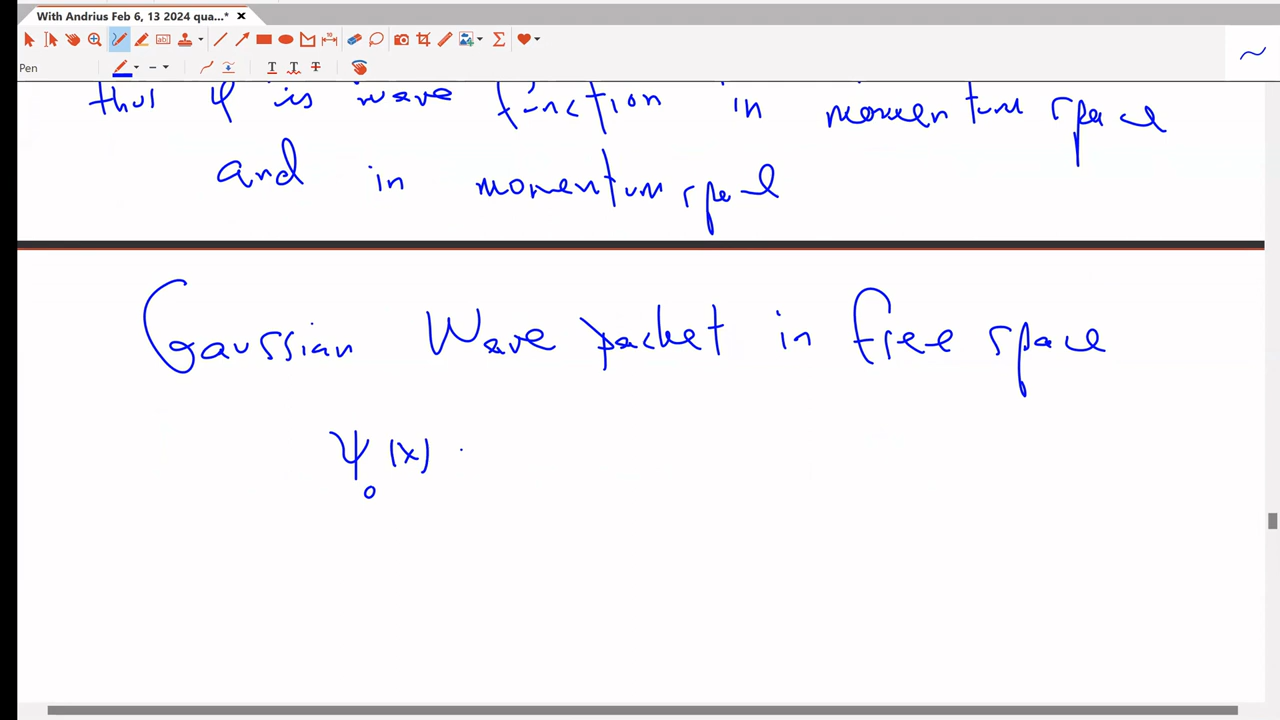 With Andrius Feb 6, 13 2024 qua...*
Pen
thus φ is wave function in momentum space
and in momentum space
Gaussian Wave packet in free space
ψ₀(x)